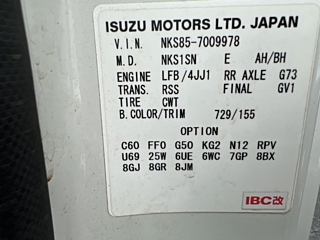 ISUZU MOTORS LTD. JAPAN
V.I.N. NKS85-7009978
M.D. NKS1SN E AH/BH
ENGINE LFB/4JJ1 RR AXLE G73
TRANS. RSS FINAL GV1
TIRE CWT
B.COLOR/TRIM 729/155
OPTION
C60 FF0 G50 KG2 N12 RPV
U69 25W 6UE 6WC 7GP 8BX
8GJ 8GR 8JM
IBC改